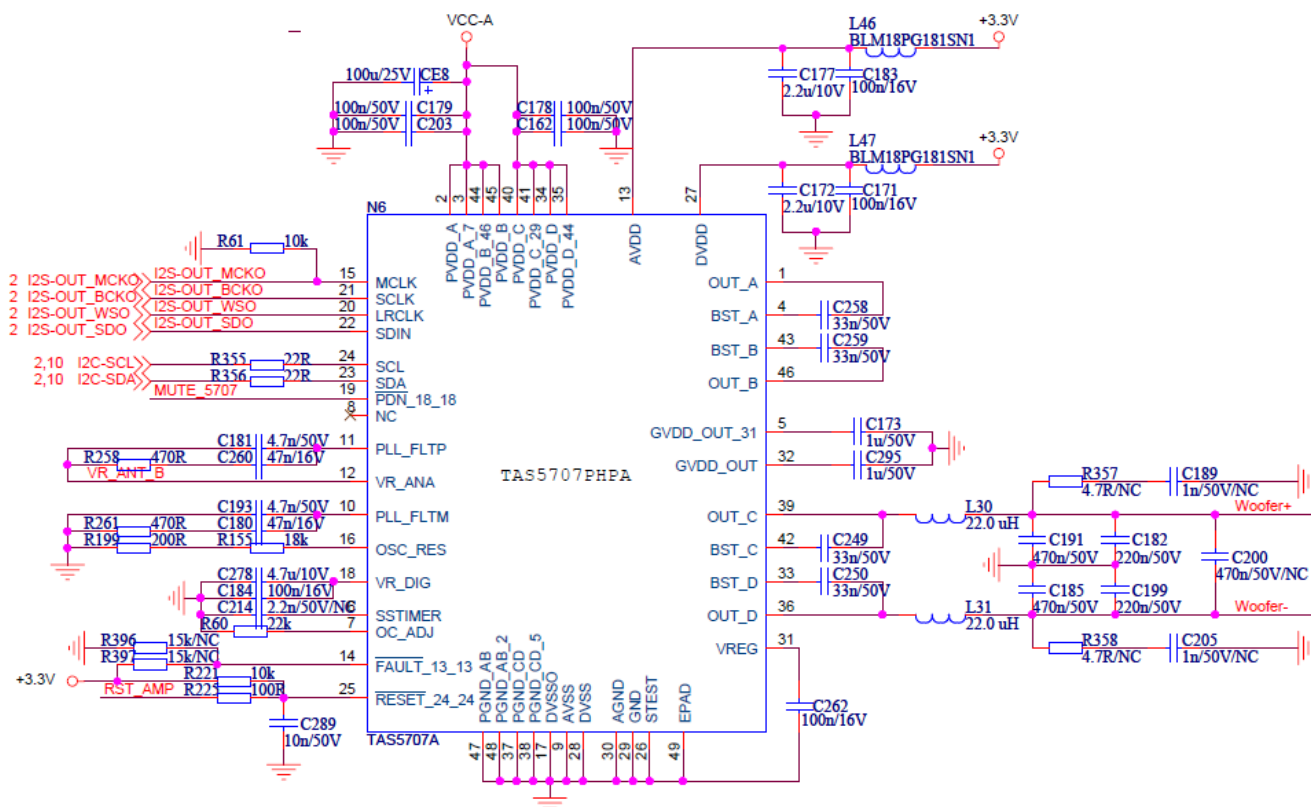 VCC-A
L46
BLM18PG181SN1
+3.3V
100u/25V CE8
+
100n/50V C179
100n/50V C203
C178 100n/50V
C162 100n/50V
C177
2.2u/10V
C183
100n/16V
L47
BLM18PG181SN1
+3.3V
C172
2.2u/10V
C171
100n/16V
2 3 44 45 40 41 34 35 13 27
N6
PVDD_A
PVDD_A_7
PVDD_B_46
PVDD_B
PVDD_C
PVDD_C_29
PVDD_D
PVDD_D_44
AVDD
DVDD
R61 10k
2 I2S-OUT_MCKO I2S-OUT_MCKO 15 MCLK
2 I2S-OUT_BCKO I2S-OUT_BCKO 21 SCLK
2 I2S-OUT_WSO I2S-OUT_WSO 20 LRCLK
2 I2S-OUT_SDO I2S-OUT_SDO 22 SDIN
2,10 I2C-SCL R355 22R 24 SCL
2,10 I2C-SDA R356 22R 23 SDA
MUTE_5707 19 PDN_18_18
8 NC
C181 4.7n/50V 11 PLL_FLTP
R258 470R C260 47n/16V
VR_ANT_B 12 VR_ANA
C193 4.7n/50V 10 PLL_FLTM
R261 470R C180 47n/16V
R199 200R R155 18k 16 OSC_RES
C278 4.7u/10V 18 VR_DIG
C184 100n/16V
C214 2.2n/50V/NC 6 SSTIMER
R60 22k 7 OC_ADJ
R396 15k/NC
R397 15k/NC 14 FAULT_13_13
+3.3V R221 10k
RST_AMP R225 100R 25 RESET_24_24
C289
10n/50V
TAS5707PHPA
OUT_A 1
BST_A 4 C258
33n/50V
BST_B 43 C259
33n/50V
OUT_B 46
GVDD_OUT_31 5 C173
1u/50V
GVDD_OUT 32 C295
1u/50V
OUT_C 39 L30
22.0 uH
BST_C 42 C249
33n/50V
BST_D 33 C250
33n/50V
OUT_D 36 L31
22.0 uH
VREG 31
C262
100n/16V
R357
4.7R/NC
C189
1n/50V/NC
Woofer+
C191
470n/50V
C182
220n/50V
C200
470n/50V/NC
C185
470n/50V
C199
220n/50V
Woofer-
R358
4.7R/NC
C205
1n/50V/NC
PGND_AB
PGND_AB_2
PGND_CD
PGND_CD_5
DVSSO
AVSS
DVSS
AGND
GND
STEST
EPAD
TAS5707A
47 48 37 38 17 9 28 30 29 26 49